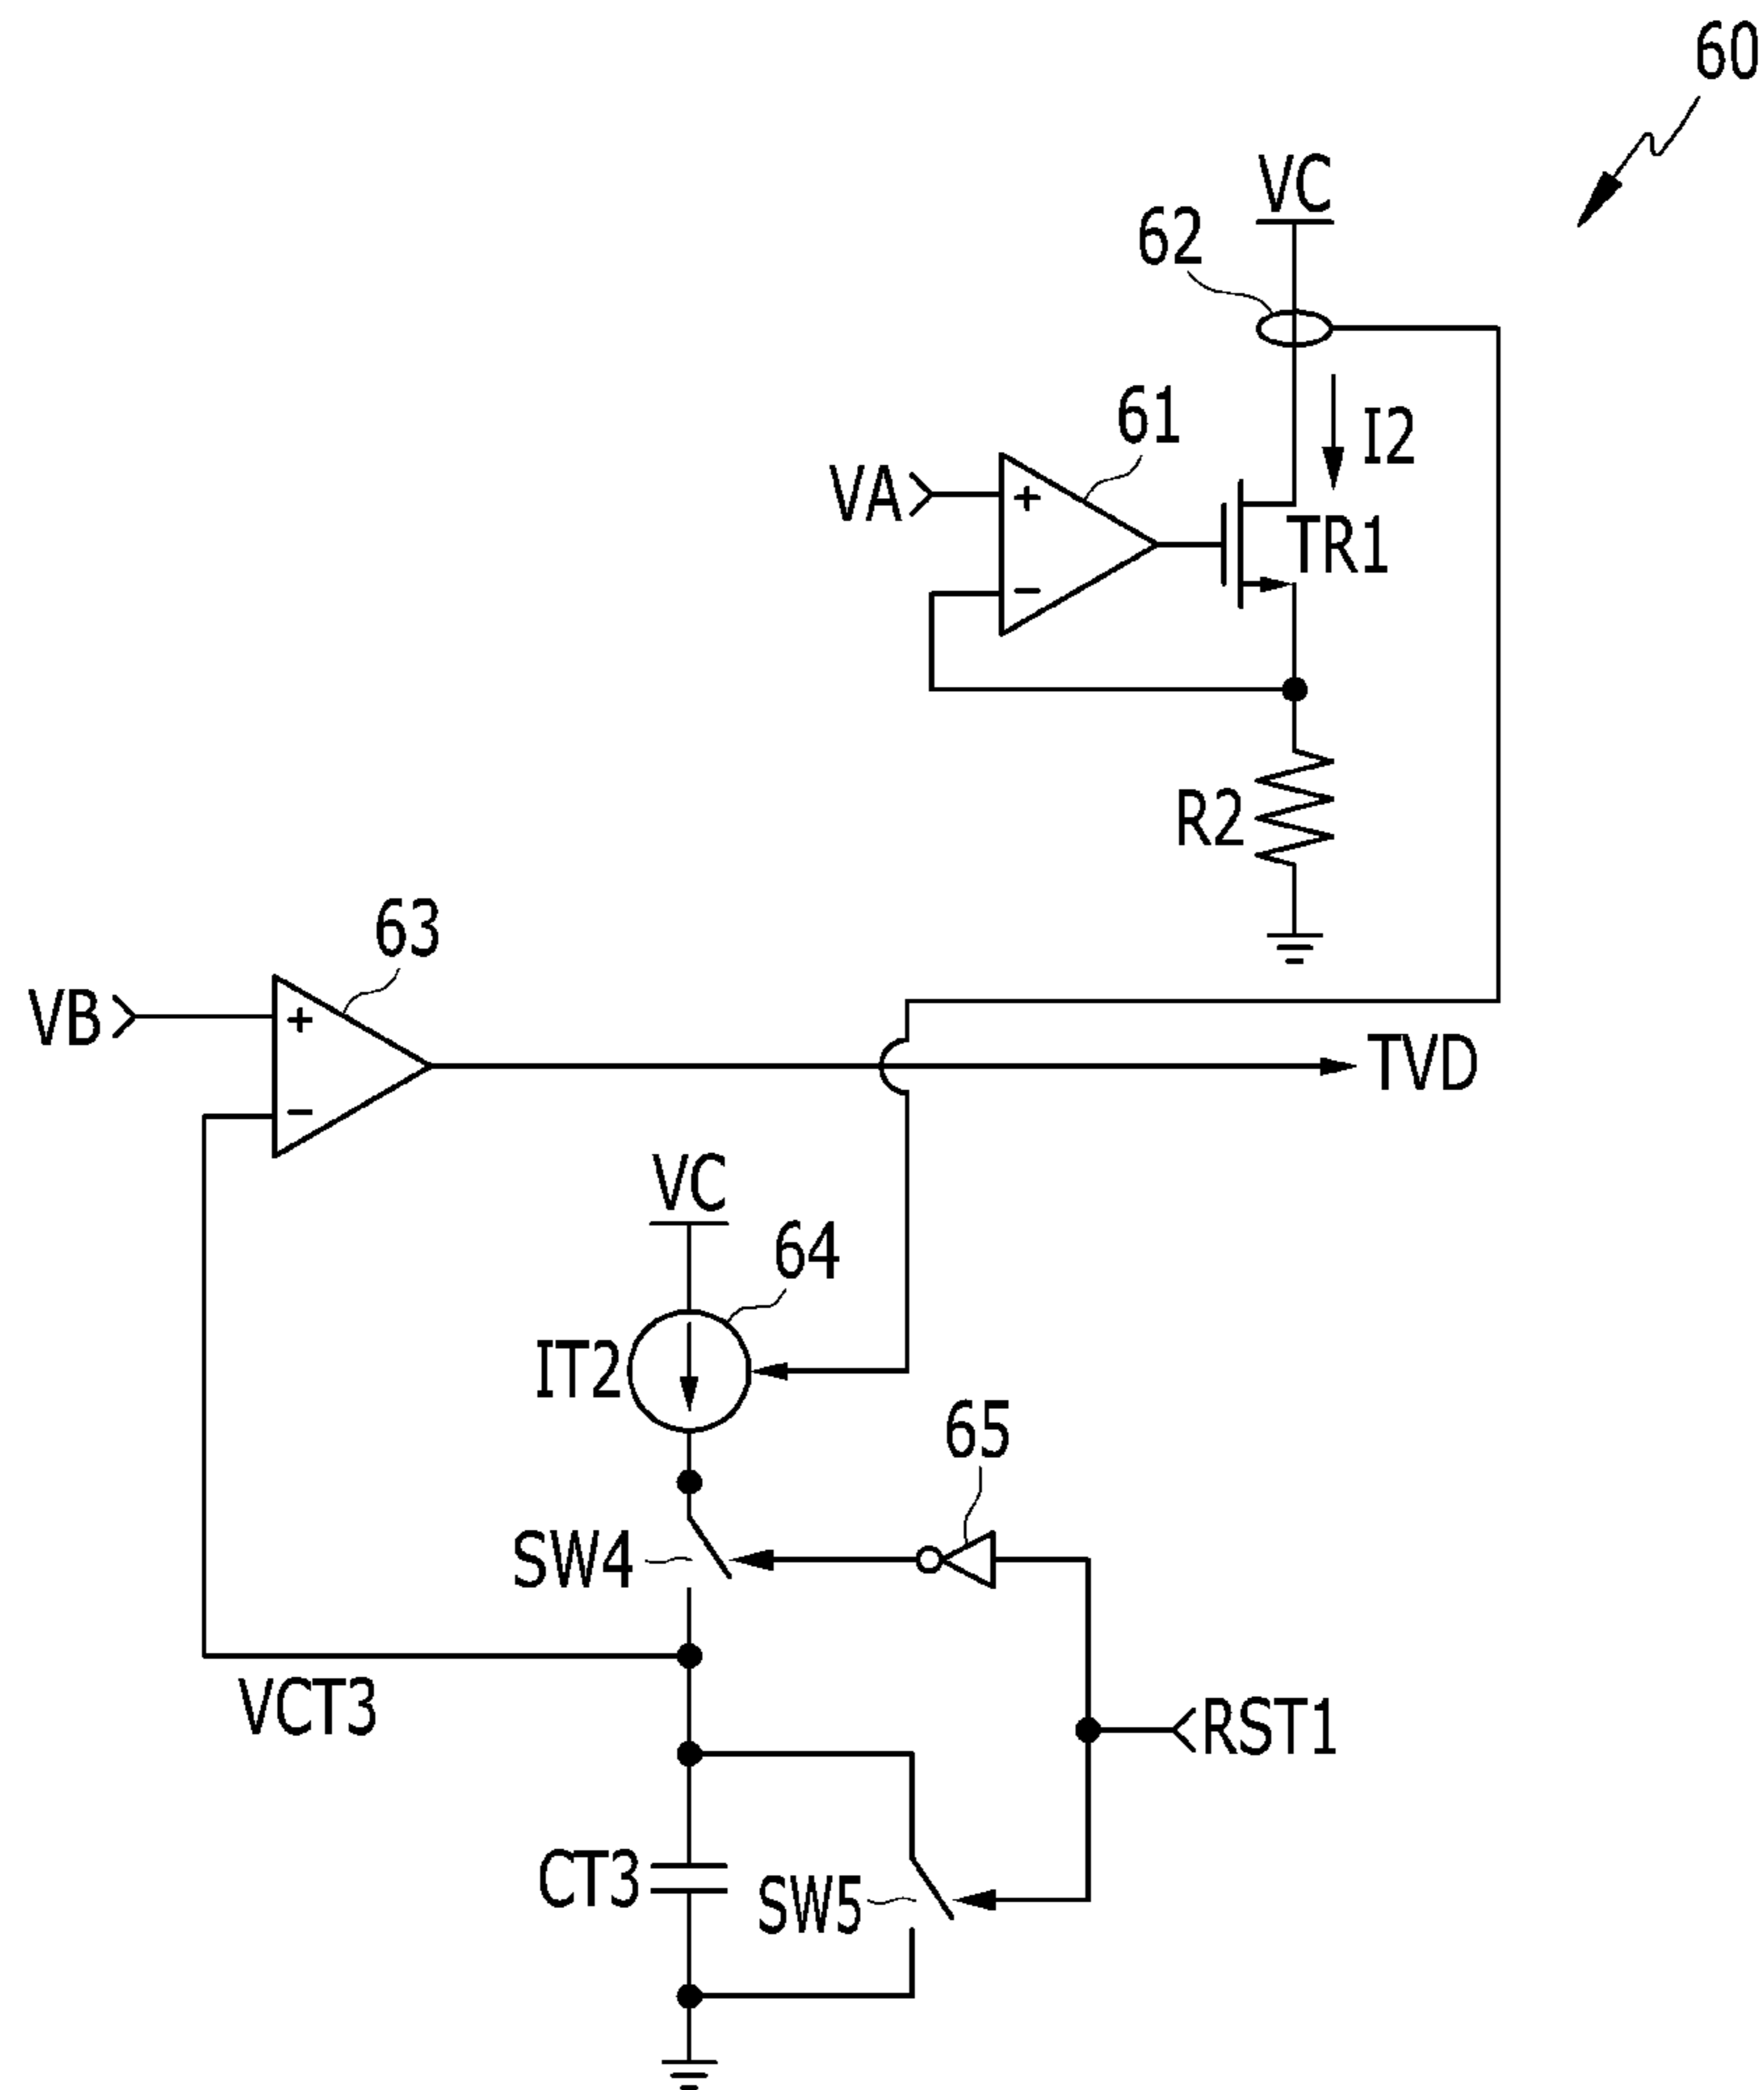 60
VC
62
61
I2
VA
+
TR1
-
R2
63
VB
+
TVD
-
VC
64
IT2
65
SW4
VCT3
RST1
CT3
SW5